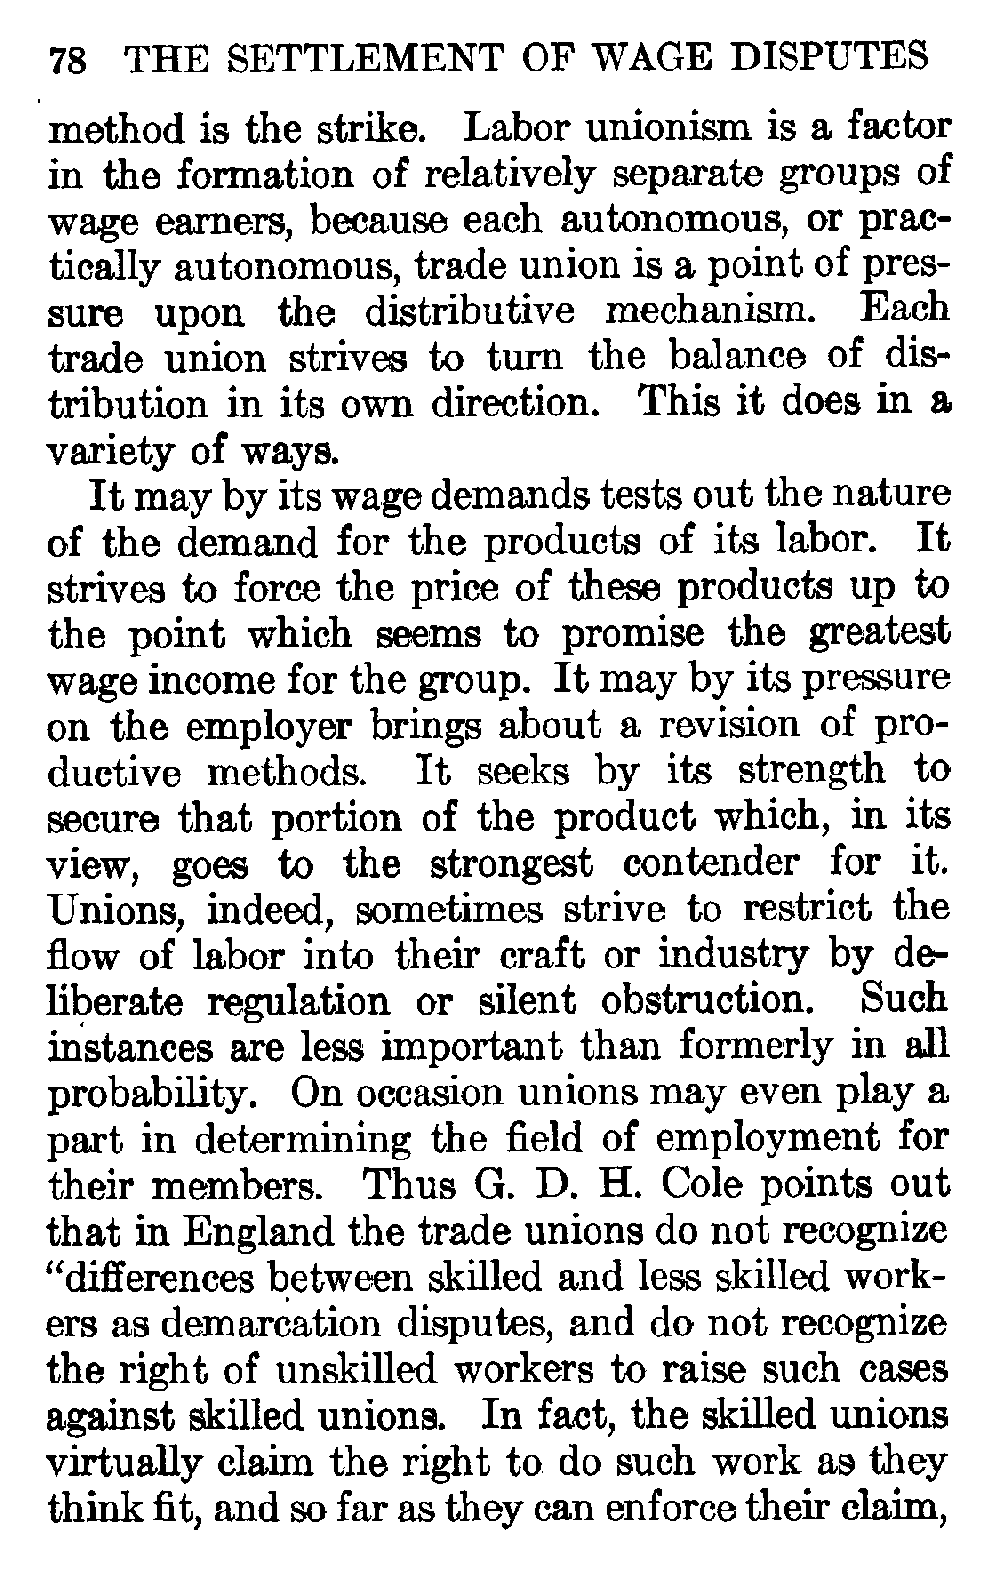 78 THE SETTLEMENT OF WAGE DISPUTES
method is the strike. Labor unionism is a factor
in the formation of relatively separate groups of
wage earners, because each autonomous, or prac-
tically autonomous, trade union is a point of pres-
sure upon the distributive mechanism. Each
trade union strives to turn the balance of dis-
tribution in its own direction. This it does in a
variety of ways.
It may by its wage demands tests out the nature
of the demand for the products of its labor. It
strives to force the price of these products up to
the point which seems to promise the greatest
wage income for the group. It may by its pressure
on the employer brings about a revision of pro-
ductive methods. It seeks by its strength to
secure that portion of the product which, in its
view, goes to the strongest contender for it.
Unions, indeed, sometimes strive to restrict the
flow of labor into their craft or industry by de-
liberate regulation or silent obstruction. Such
instances are less important than formerly in all
probability. On occasion unions may even play a
part in determining the field of employment for
their members. Thus G. D. H. Cole points out
that in England the trade unions do not recognize
“differences between skilled and less skilled work-
ers as demarcation disputes, and do not recognize
the right of unskilled workers to raise such cases
against skilled unions. In fact, the skilled unions
virtually claim the right to do such work as they
think fit, and so far as they can enforce their claim,